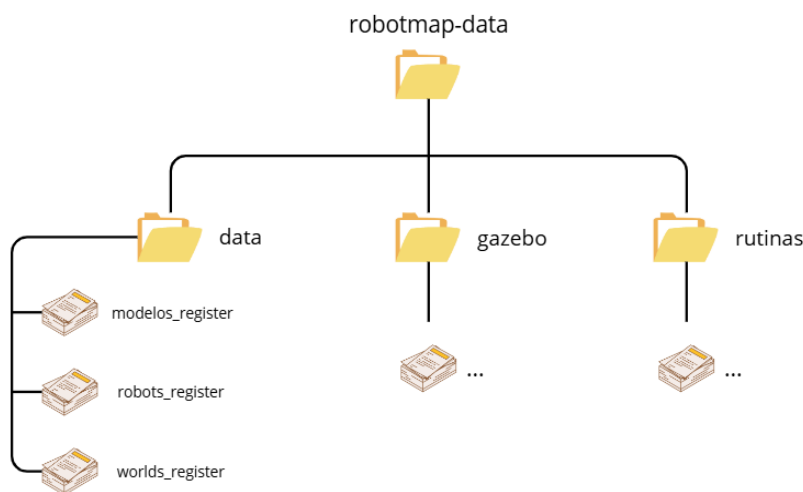 robotmap-data
data
gazebo
rutinas
modelos_register
robots_register
worlds_register
...
...